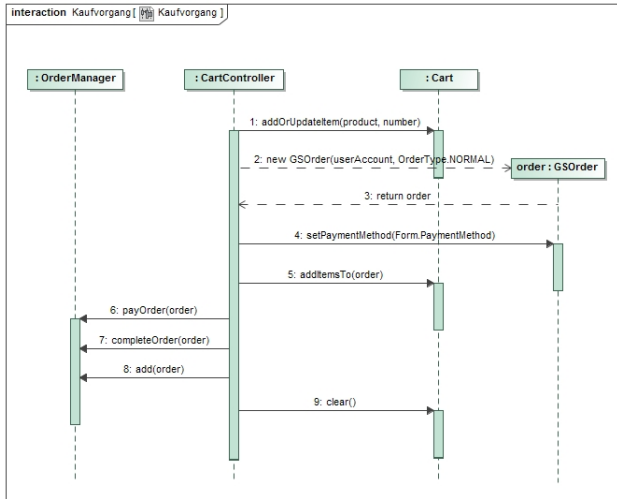 interaction Kaufvorgang [ Kaufvorgang ]
: OrderManager
: CartController
: Cart
1: addOrUpdateItem(product, number)
2: new GSOrder(userAccount, OrderType.NORMAL)
order : GSOrder
3: return order
4: setPaymentMethod(Form.PaymentMethod)
5: addItemsTo(order)
6: payOrder(order)
7: completeOrder(order)
8: add(order)
9: clear()